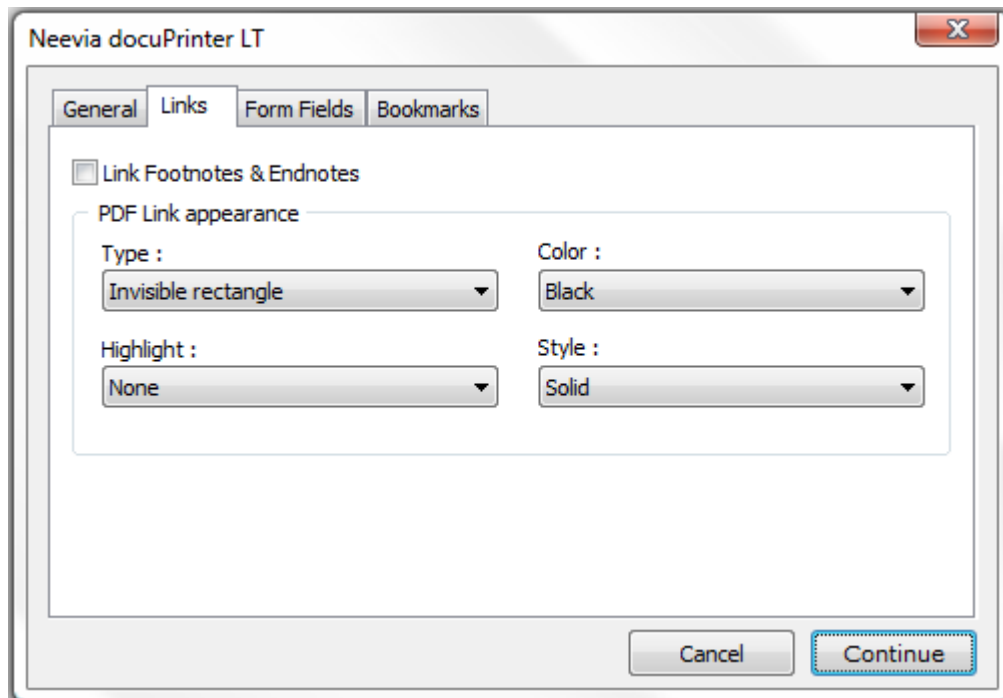 Neevia docuPrinter LT
General Links Form Fields Bookmarks
Link Footnotes & Endnotes
PDF Link appearance
Type : Color :
Invisible rectangle Black
Highlight : Style :
None Solid
Cancel Continue